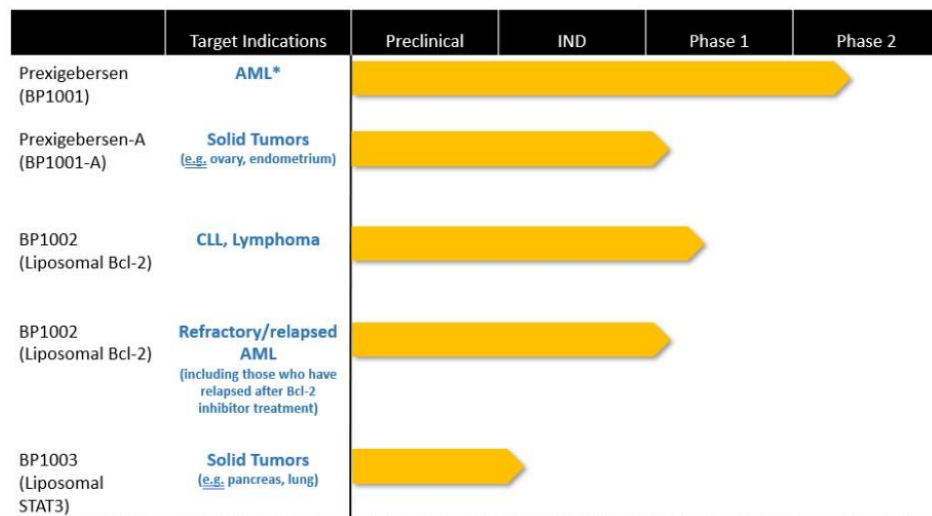 Target Indications Preclinical IND Phase 1 Phase 2
Prexigebersen
(BP1001)
AML*
Prexigebersen-A
(BP1001-A)
Solid Tumors
(e.g. ovary, endometrium)
BP1002
(Liposomal Bcl-2)
CLL, Lymphoma
BP1002
(Liposomal Bcl-2)
Refractory/relapsed
AML
(including those who have
relapsed after Bcl-2
inhibitor treatment)
BP1003
(Liposomal
STAT3)
Solid Tumors
(e.g. pancreas, lung)